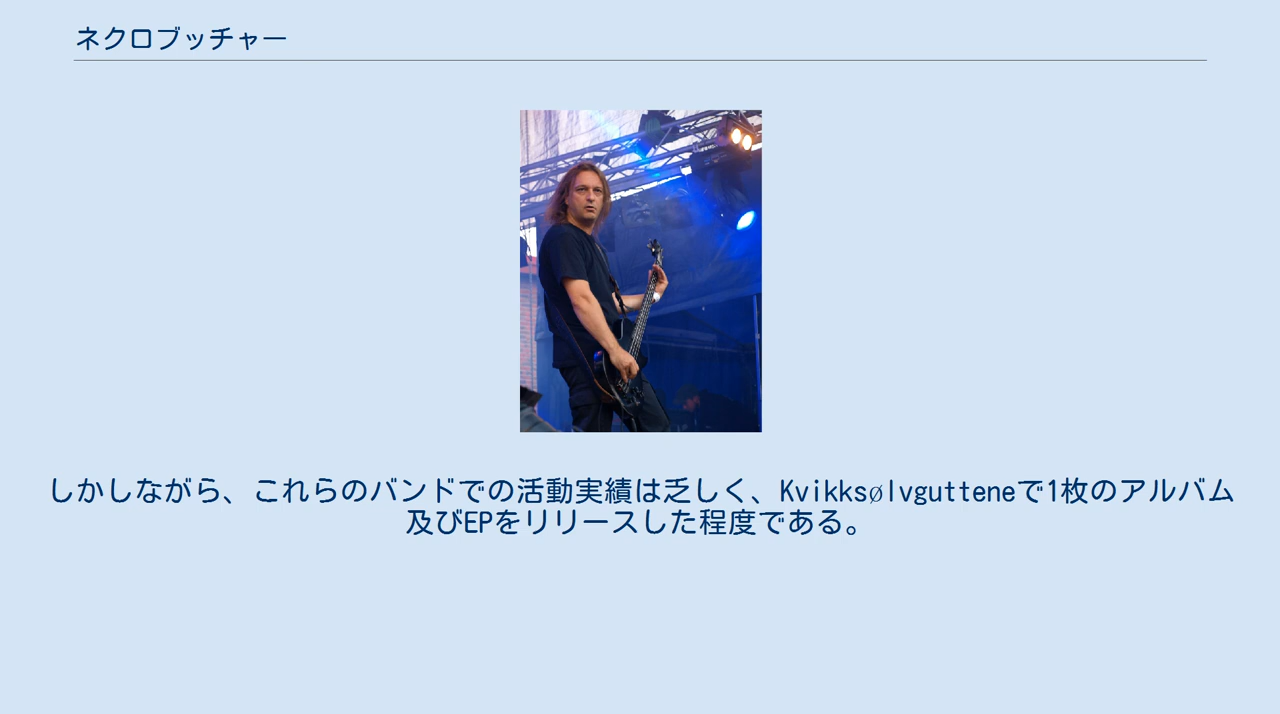 ネクロブッチャー
しかしながら、これらのバンドでの活動実績は乏しく、Kvikksølvgutteneで1枚のアルバム
及びEPをリリースした程度である。